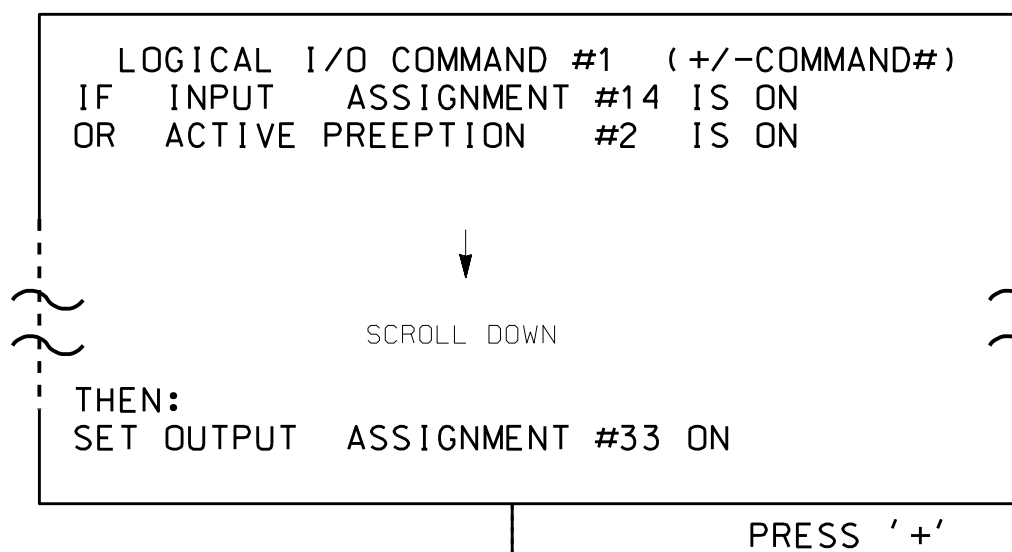 LOGICAL I/O COMMAND #1 (+/-COMMAND#)
IF INPUT ASSIGNMENT #14 IS ON
OR ACTIVE PREEPTION #2 IS ON
SCROLL DOWN
THEN:
SET OUTPUT ASSIGNMENT #33 ON
PRESS '+'